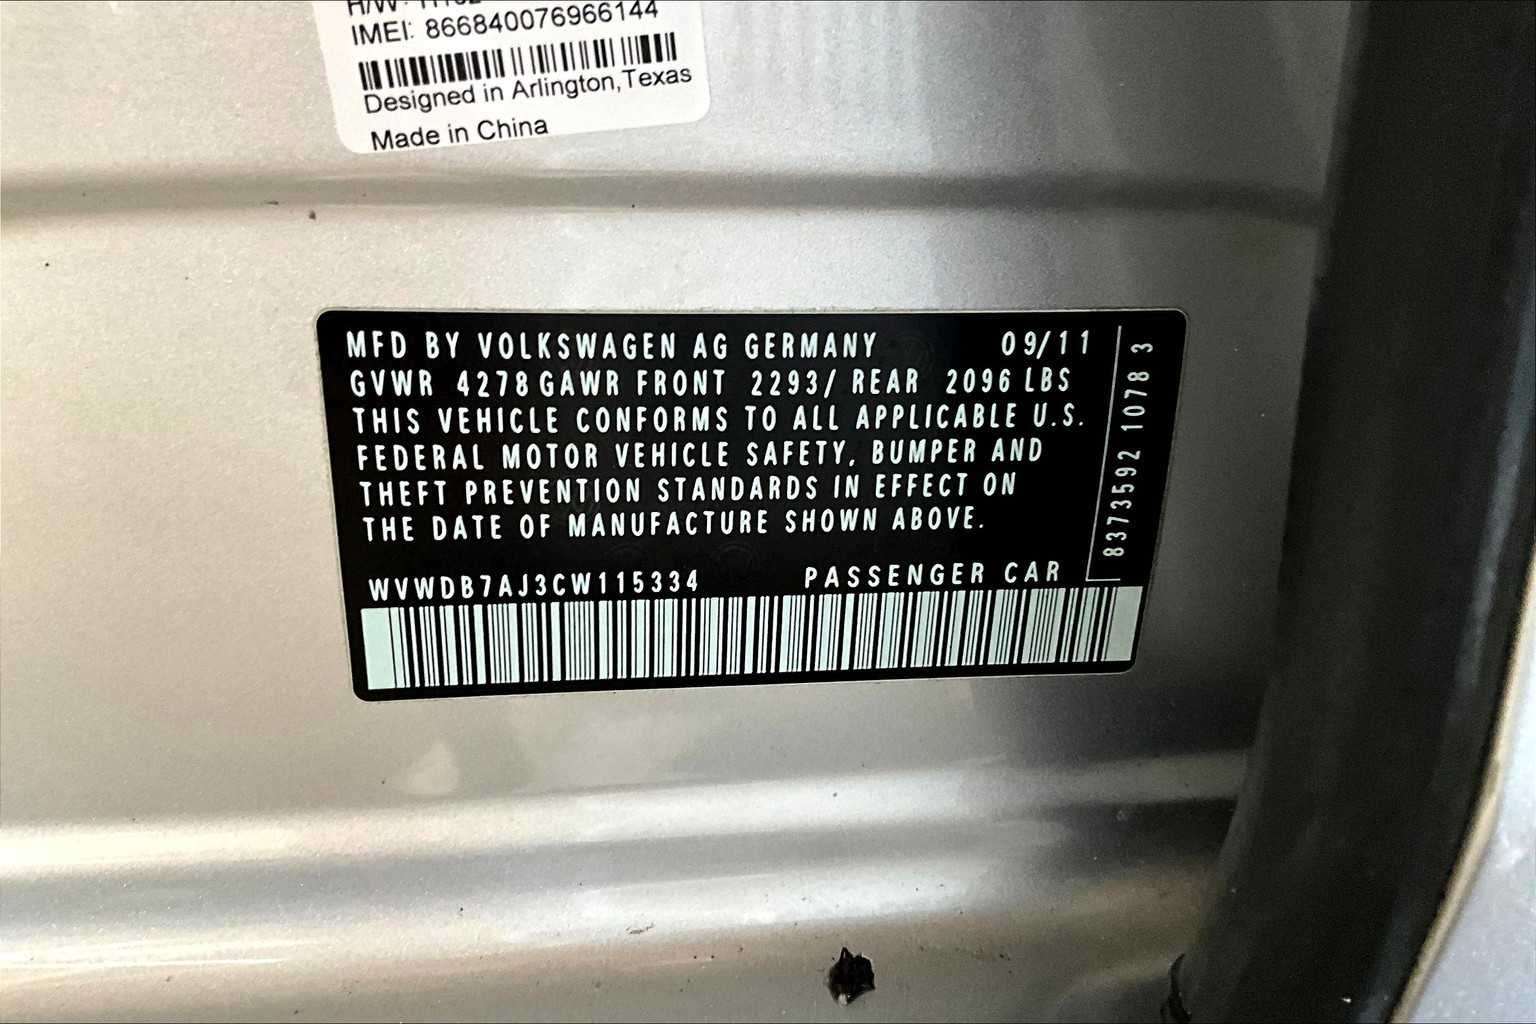 H/W:
IMEI: 866840076966144
Designed in Arlington, Texas
Made in China
MFD BY VOLKSWAGEN AG GERMANY 09/11
GVWR 4278 GAWR FRONT 2293/ REAR 2096 LBS
THIS VEHICLE CONFORMS TO ALL APPLICABLE U.S.
FEDERAL MOTOR VEHICLE SAFETY, BUMPER AND
THEFT PREVENTION STANDARDS IN EFFECT ON
THE DATE OF MANUFACTURE SHOWN ABOVE.
WVWDB7AJ3CW115334 PASSENGER CAR
8373592 1078 3